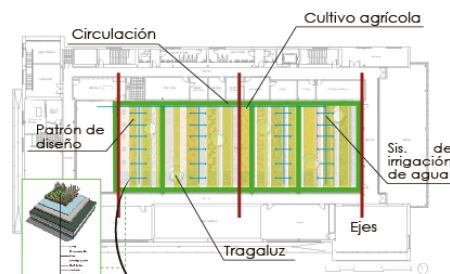 Cultivo agrícola
Circulación
Patrón de
diseño
Sis. de
irrigación
de agua
Tragaluz
Ejes